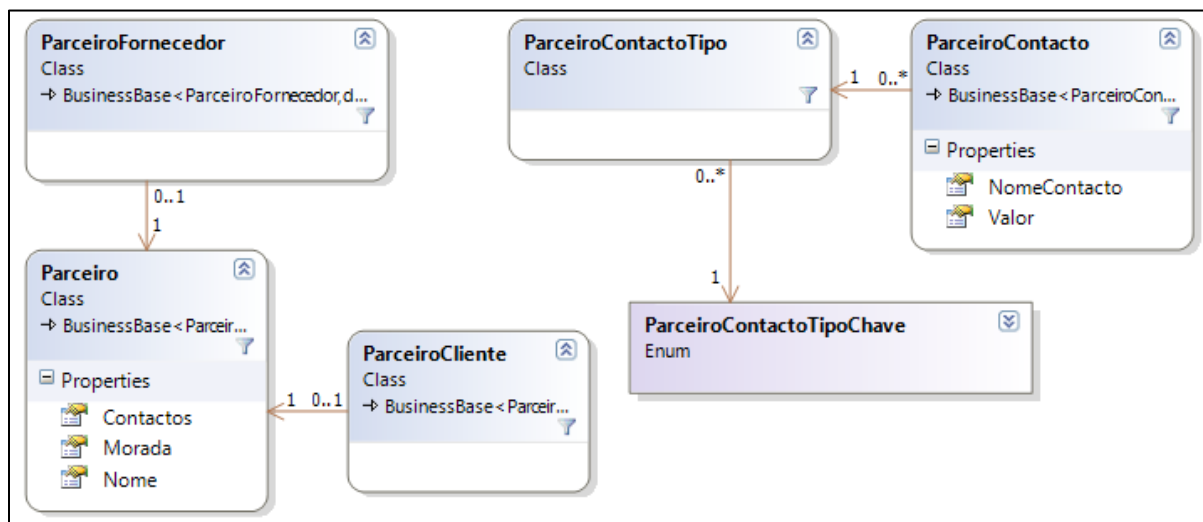 ParceiroFornecedor
Class
BusinessBase<ParceiroFornecedor,d...
0..1
1
Parceiro
Class
BusinessBase<Parceir...
Properties
Contactos
Morada
Nome
1 0..1
ParceiroCliente
Class
BusinessBase<Parceir...
ParceiroContactoTipo
Class
1 0..*
ParceiroContacto
Class
BusinessBase<ParceiroCon...
Properties
NomeContacto
Valor
0..*
1
ParceiroContactoTipoChave
Enum